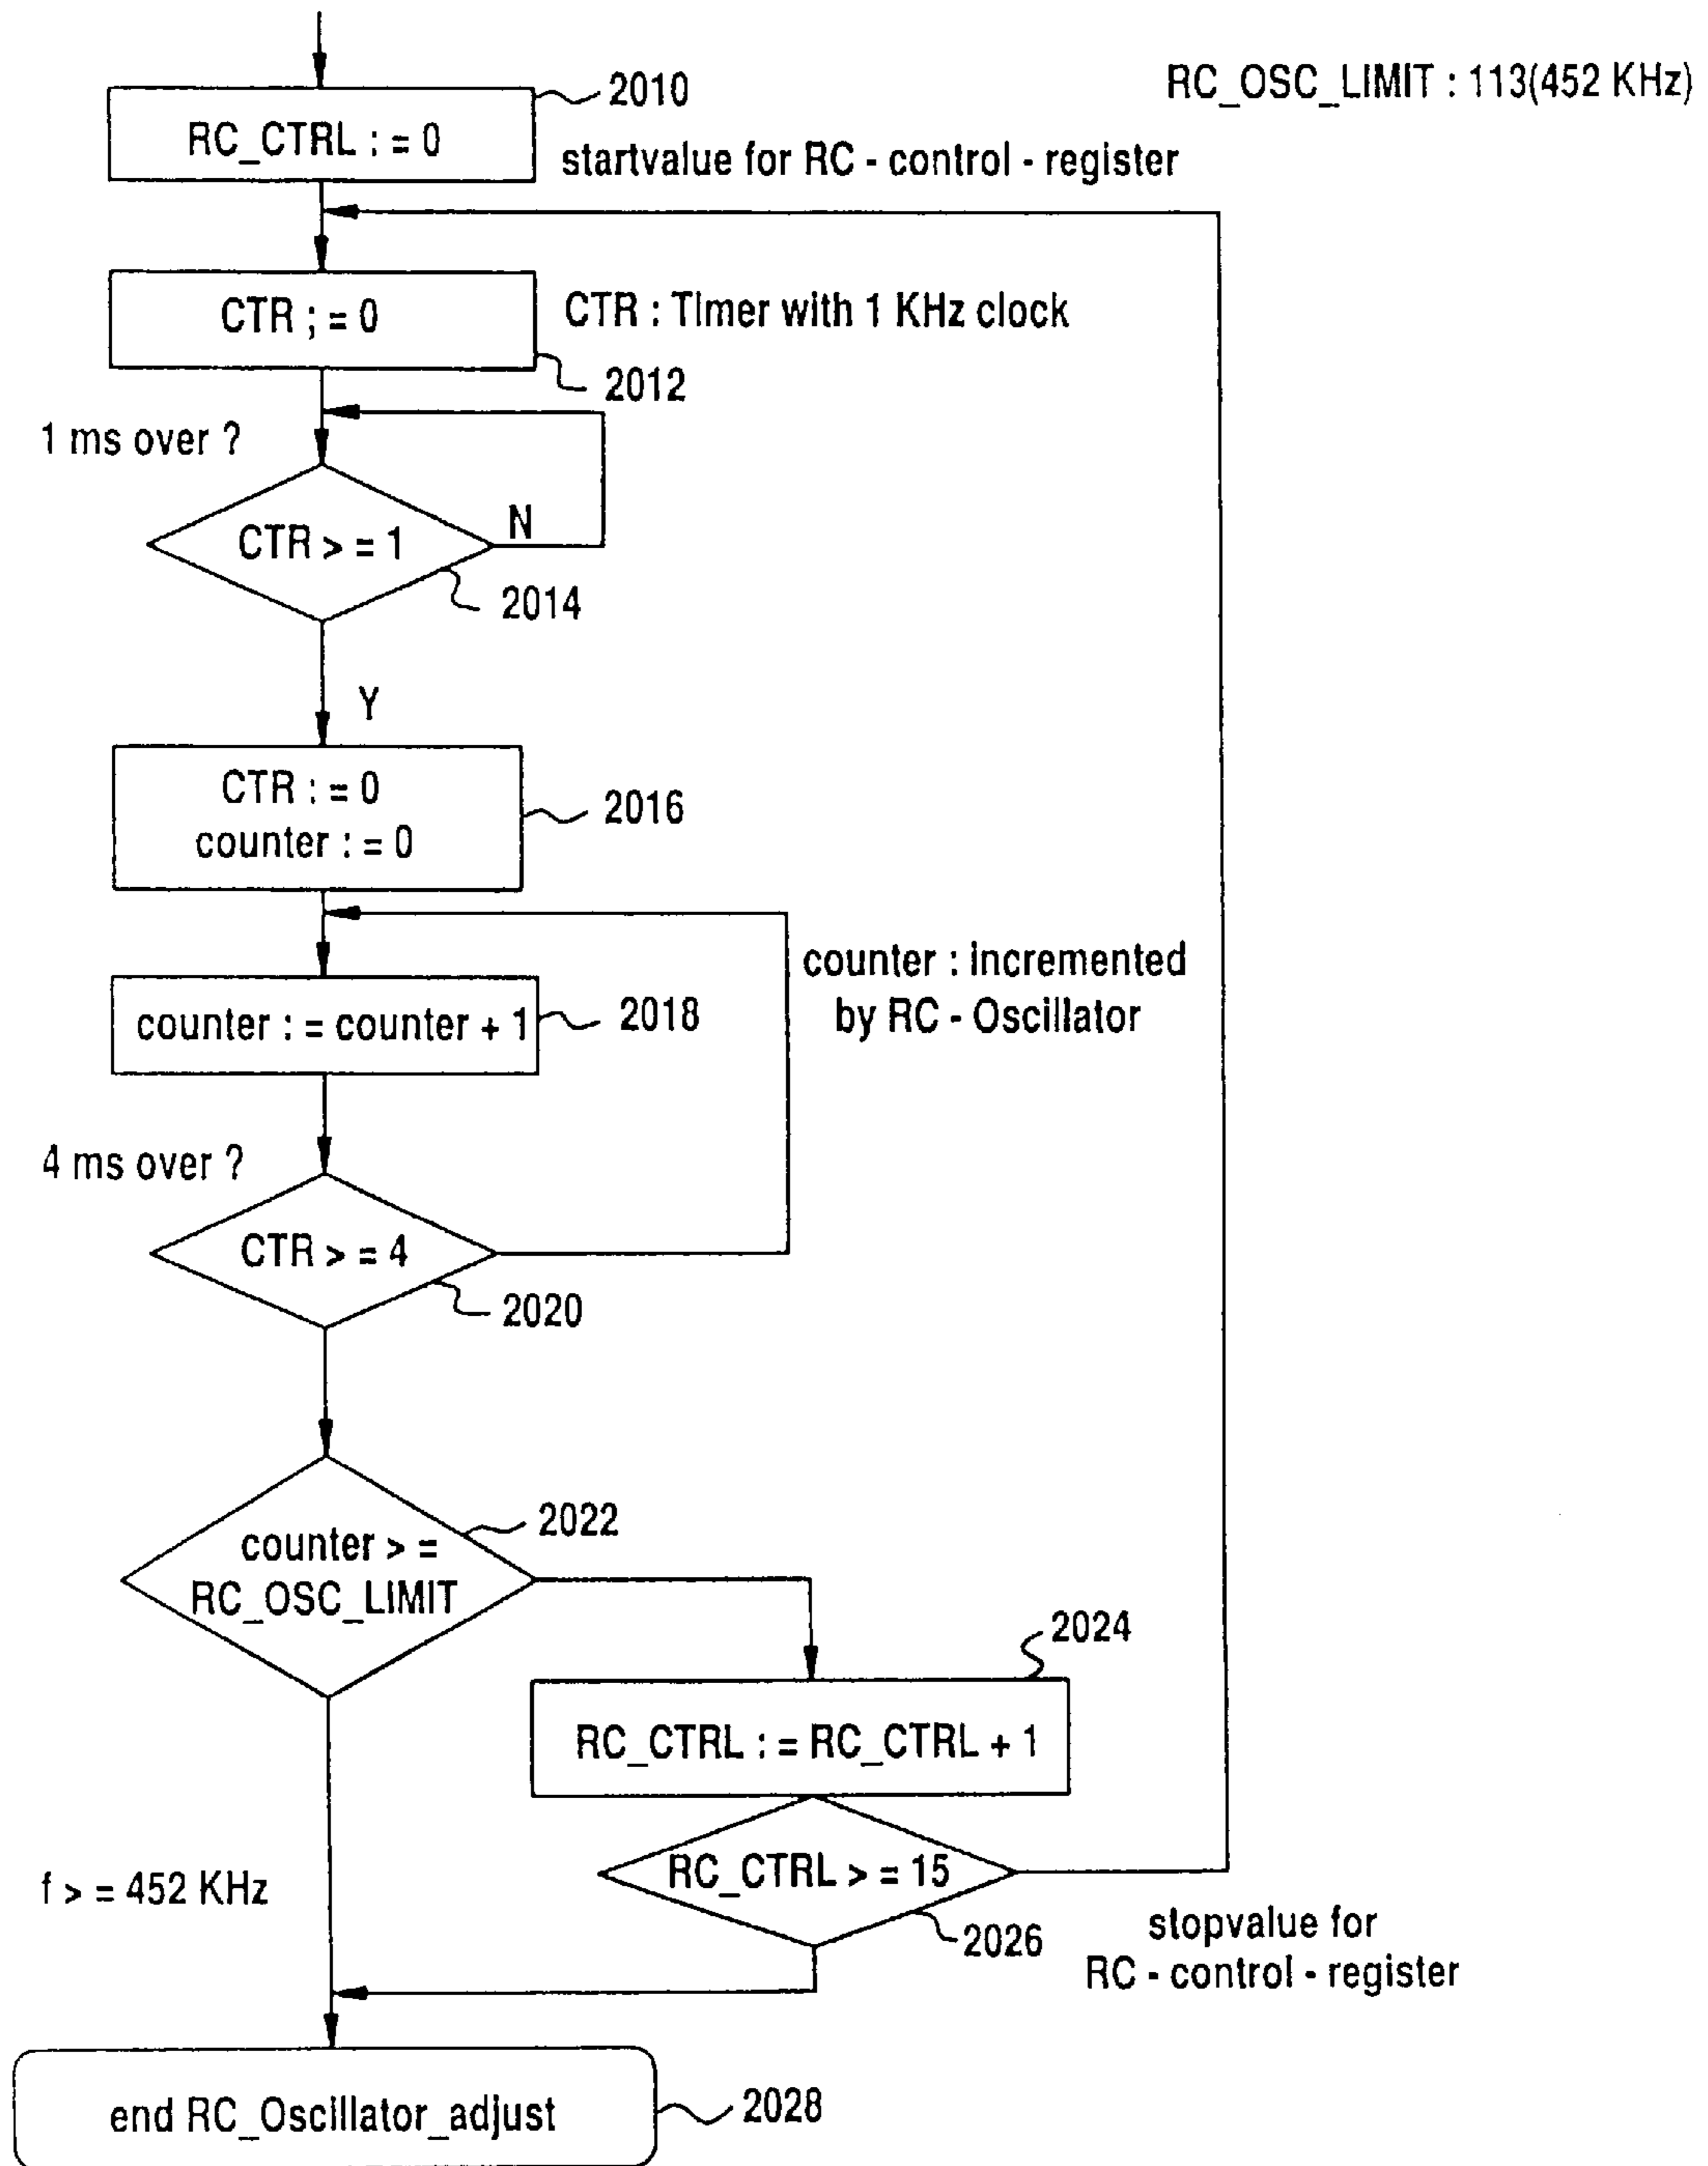 2010
RC_OSC_LIMIT : 113(452 KHz)
RC_CTRL : = 0
startvalue for RC - control - register
CTR ; = 0
CTR : Timer with 1 KHz clock
2012
1 ms over ?
N
CTR > = 1
2014
Y
CTR : = 0
counter : = 0
2016
counter : incremented
by RC - Oscillator
counter : = counter + 1
2018
4 ms over ?
CTR > = 4
2020
2022
counter > =
RC_OSC_LIMIT
2024
RC_CTRL : = RC_CTRL + 1
RC_CTRL > = 15
f > = 452 KHz
2026
stopvalue for
RC - control - register
end RC_Oscillator_adjust
2028